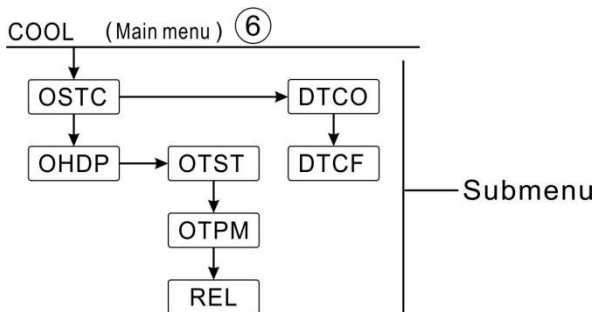 COOL (Main menu) ⑥
OSTC DTCO
OHDP OTST DTCF
Submenu
OTPM
REL